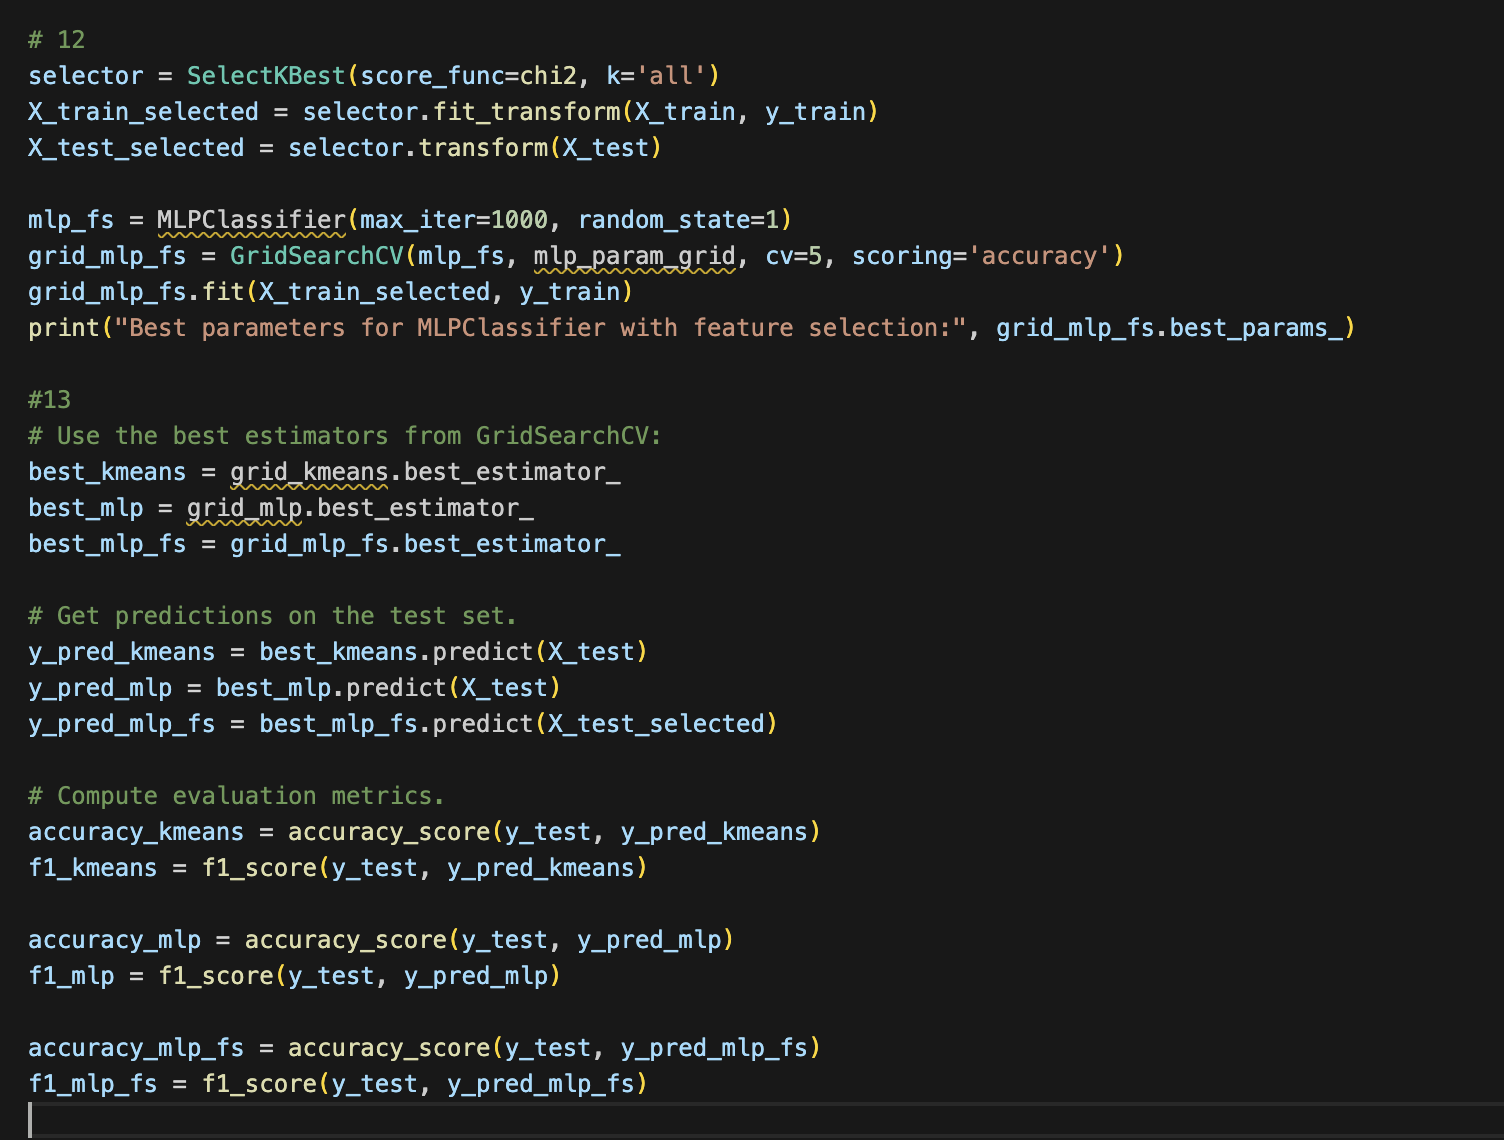 # 12
selector = SelectKBest(score_func=chi2, k='all')
X_train_selected = selector.fit_transform(X_train, y_train)
X_test_selected = selector.transform(X_test)
mlp_fs = MLPClassifier(max_iter=1000, random_state=1)
grid_mlp_fs = GridSearchCV(mlp_fs, mlp_param_grid, cv=5, scoring='accuracy')
grid_mlp_fs.fit(X_train_selected, y_train)
print("Best parameters for MLPClassifier with feature selection:", grid_mlp_fs.best_params_)
#13
# Use the best estimators from GridSearchCV:
best_kmeans = grid_kmeans.best_estimator_
best_mlp = grid_mlp.best_estimator_
best_mlp_fs = grid_mlp_fs.best_estimator_
# Get predictions on the test set.
y_pred_kmeans = best_kmeans.predict(X_test)
y_pred_mlp = best_mlp.predict(X_test)
y_pred_mlp_fs = best_mlp_fs.predict(X_test_selected)
# Compute evaluation metrics.
accuracy_kmeans = accuracy_score(y_test, y_pred_kmeans)
f1_kmeans = f1_score(y_test, y_pred_kmeans)
accuracy_mlp = accuracy_score(y_test, y_pred_mlp)
f1_mlp = f1_score(y_test, y_pred_mlp)
accuracy_mlp_fs = accuracy_score(y_test, y_pred_mlp_fs)
f1_mlp_fs = f1_score(y_test, y_pred_mlp_fs)